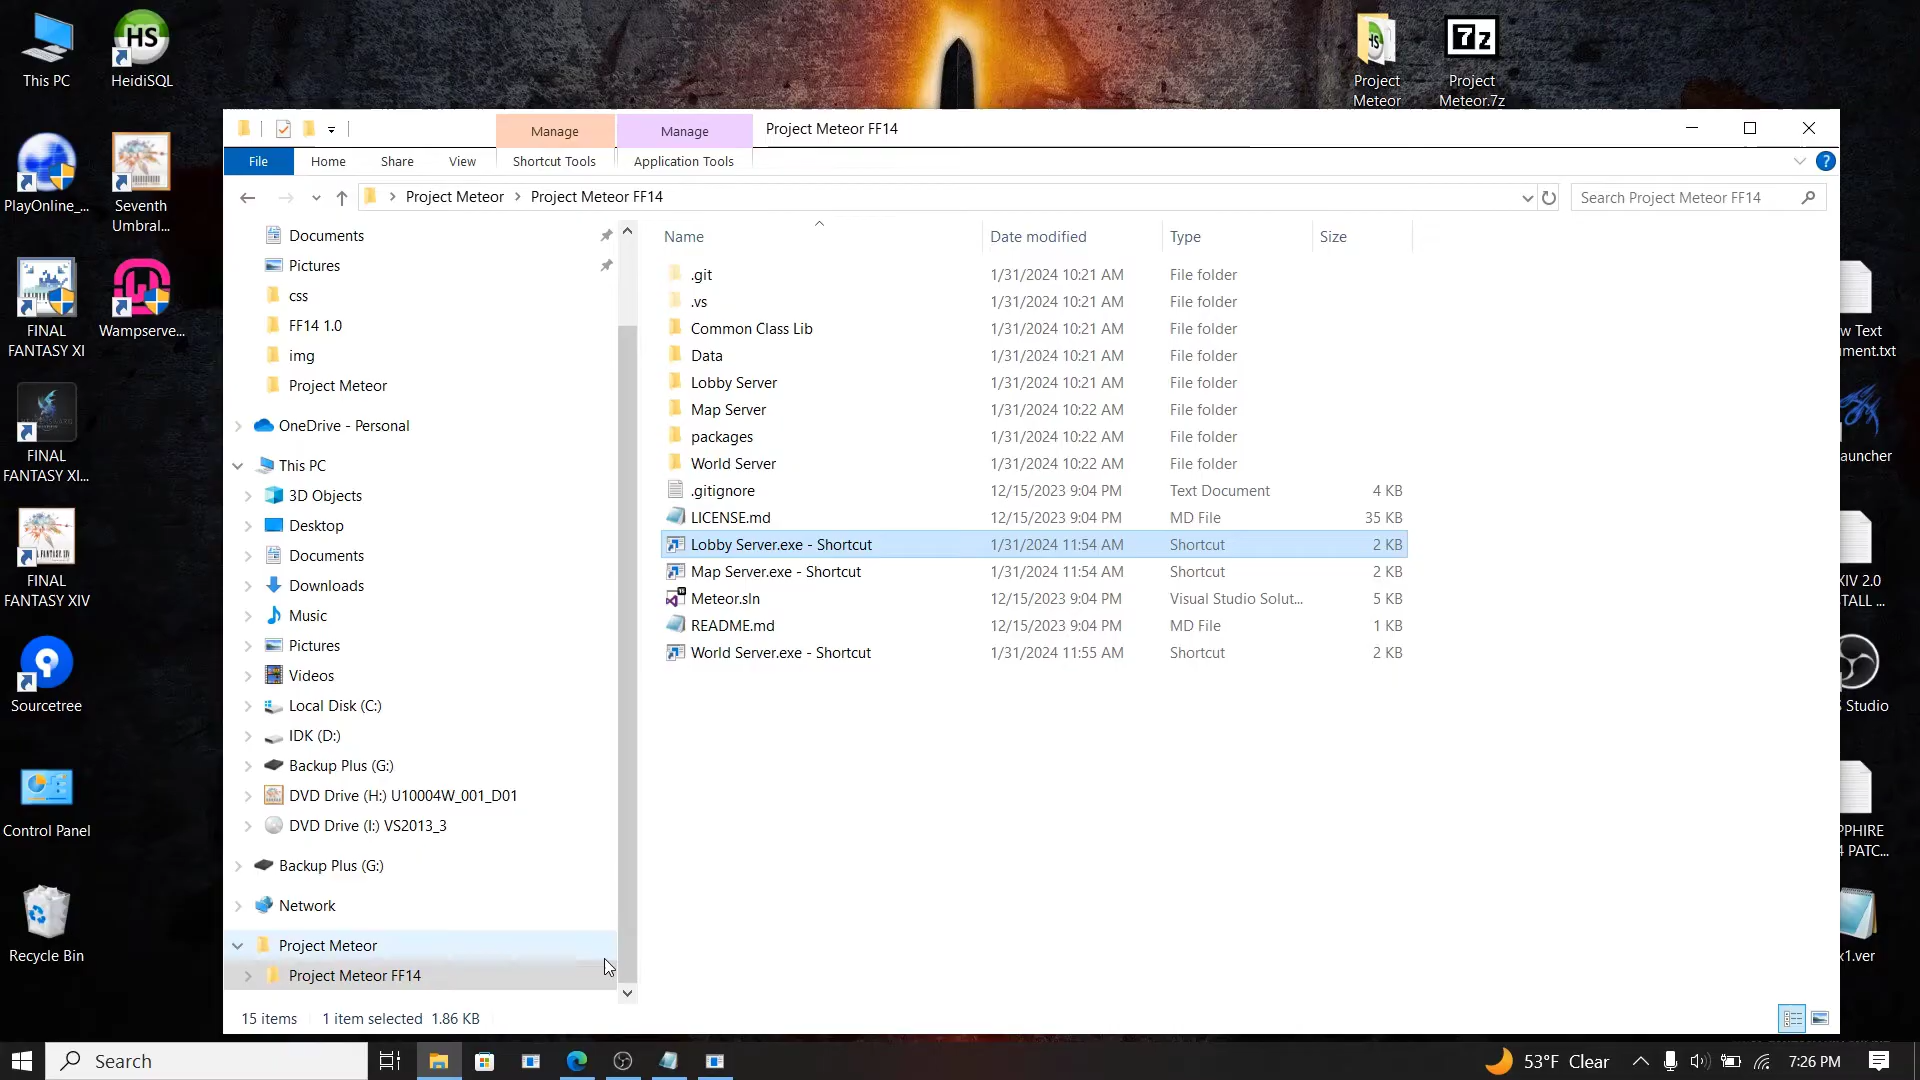 This PC
HeidiSQL
Project
Meteor
Project
Meteor.7z
PlayOnline_...
Seventh
Umbral...
FINAL
FANTASY XI
Wampserve...
FINAL
FANTASY XI...
FINAL
FANTASY XIV
Sourcetree
Control Panel
Recycle Bin
Manage
Manage
Project Meteor FF14
File
Home
Share
View
Shortcut Tools
Application Tools
Project Meteor
Project Meteor FF14
Search Project Meteor FF14
Documents
Pictures
css
FF14 1.0
img
Project Meteor
OneDrive - Personal
This PC
3D Objects
Desktop
Documents
Downloads
Music
Pictures
Videos
Local Disk (C:)
IDK (D:)
Backup Plus (G:)
DVD Drive (H:) U10004W_001_D01
DVD Drive (I:) VS2013_3
Backup Plus (G:)
Network
Project Meteor
Project Meteor FF14
Name Date modified Type Size
.git 1/31/2024 10:21 AM File folder
.vs 1/31/2024 10:21 AM File folder
Common Class Lib 1/31/2024 10:21 AM File folder
Data 1/31/2024 10:21 AM File folder
Lobby Server 1/31/2024 10:21 AM File folder
Map Server 1/31/2024 10:22 AM File folder
packages 1/31/2024 10:22 AM File folder
World Server 1/31/2024 10:22 AM File folder
.gitignore 12/15/2023 9:04 PM Text Document 4 KB
LICENSE.md 12/15/2023 9:04 PM MD File 35 KB
Lobby Server.exe - Shortcut 1/31/2024 11:54 AM Shortcut 2 KB
Map Server.exe - Shortcut 1/31/2024 11:54 AM Shortcut 2 KB
Meteor.sln 12/15/2023 9:04 PM Visual Studio Solut... 5 KB
README.md 12/15/2023 9:04 PM MD File 1 KB
World Server.exe - Shortcut 1/31/2024 11:55 AM Shortcut 2 KB
w Text
ment.txt
auncher
XIV 2.0
TALL ...
Studio
PPHIRE
PATC...
x1.ver
15 items 1 item selected 1.86 KB
Search
53°F Clear
7:26 PM